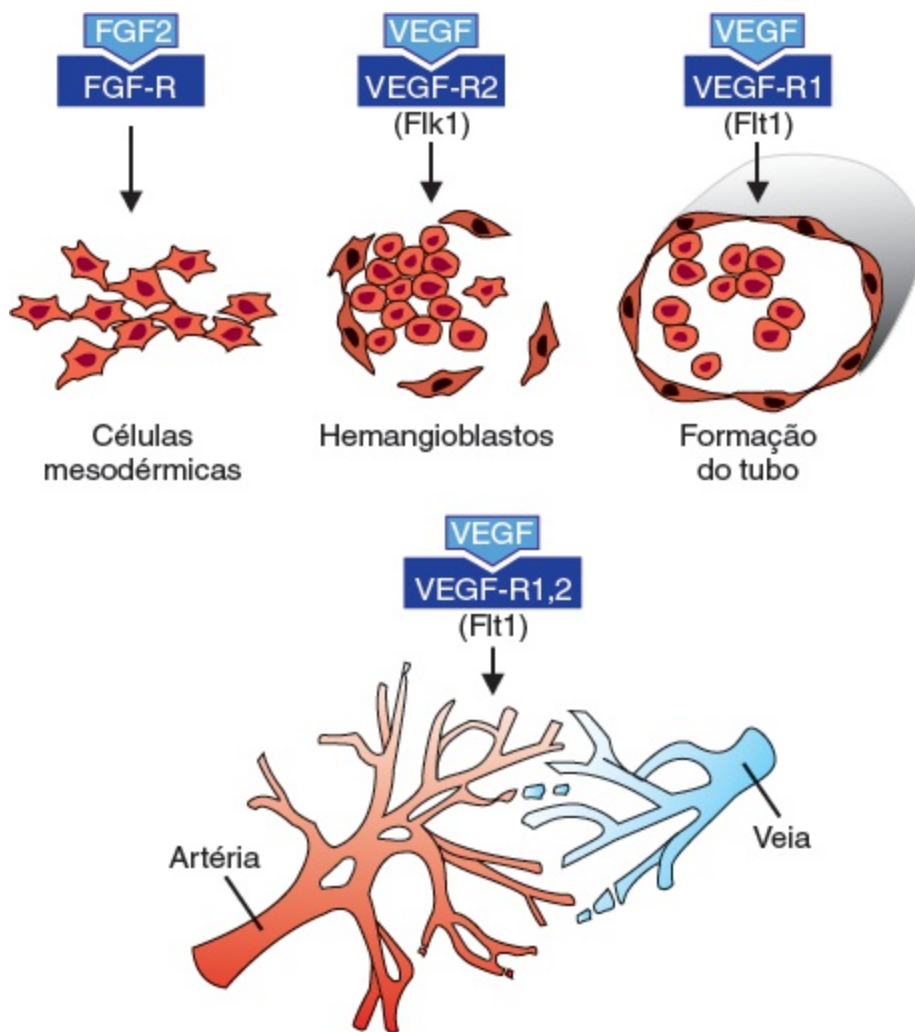 FGF2
FGF-R
VEGF
VEGF-R2
(Flk1)
VEGF
VEGF-R1
(Flt1)
Células
mesodérmicas
Hemangioblastos
Formação
do tubo
VEGF
VEGF-R1,2
(Flt1)
Artéria
Veia